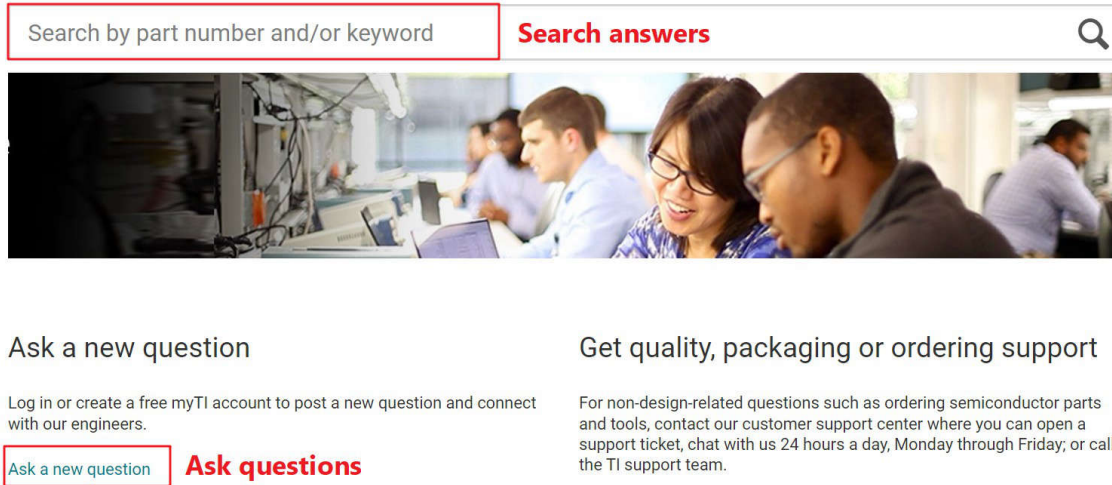 Search by part number and/or keyword
Search answers
Ask a new question
Log in or create a free myTI account to post a new question and connect
with our engineers.
Ask a new question
Ask questions
Get quality, packaging or ordering support
For non-design-related questions such as ordering semiconductor parts
and tools, contact our customer support center where you can open a
support ticket, chat with us 24 hours a day, Monday through Friday; or call
the TI support team.